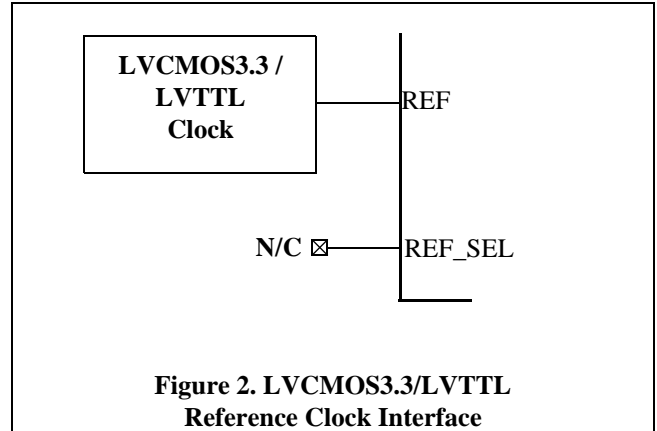 LVCMOS3.3 /
LVTTL
Clock
REF
N/C
REF_SEL
Figure 2. LVCMOS3.3/LVTTL
Reference Clock Interface